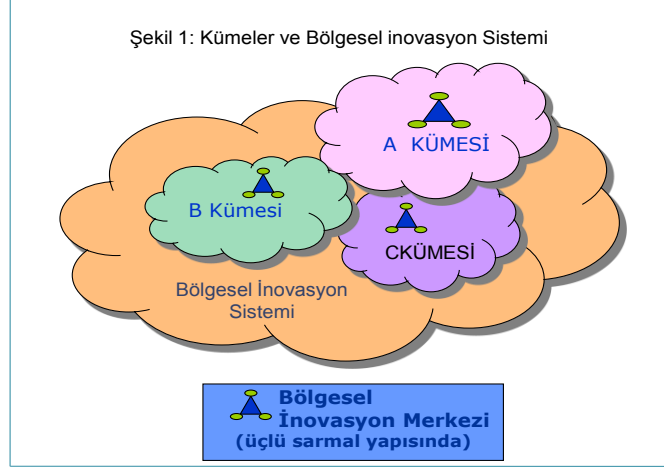 Şekil 1: Kümeler ve Bölgesel inovasyon Sistemi
A KÜMESİ
B Kümesi
CKÜMESİ
Bölgesel İnovasyon
Sistemi
Bölgesel
İnovasyon Merkezi
(üçlü sarmal yapısında)